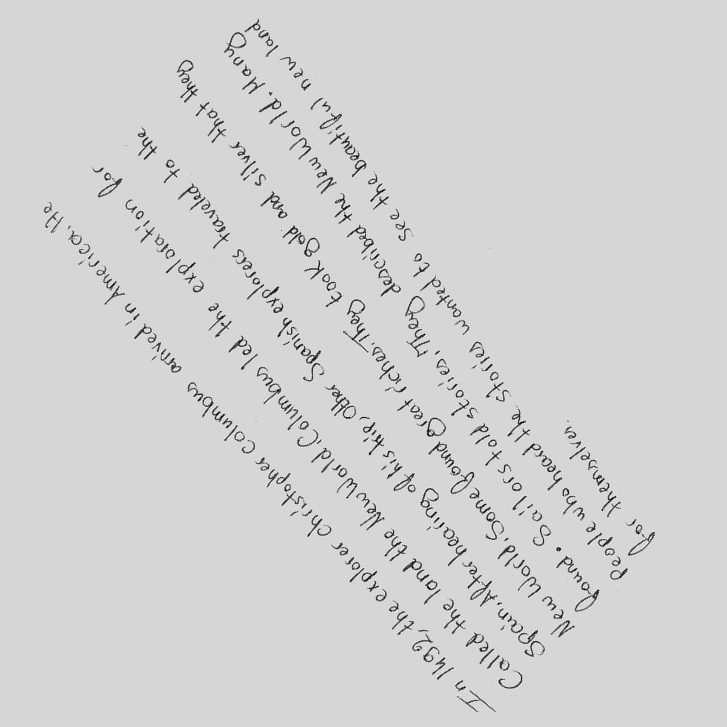 In 1492, the explorer Christopher Columbus arrived in America. He
Called the land the New World. Columbus led the exploration for
Spain. After hearing of his trip, Other Spanish explorers traveled to the
New World. Some found great riches. They took gold and silver that they
found. Sailors told stories. They described the New World. Many
People who heard the stories wanted to see the beautiful new land
for themselves.